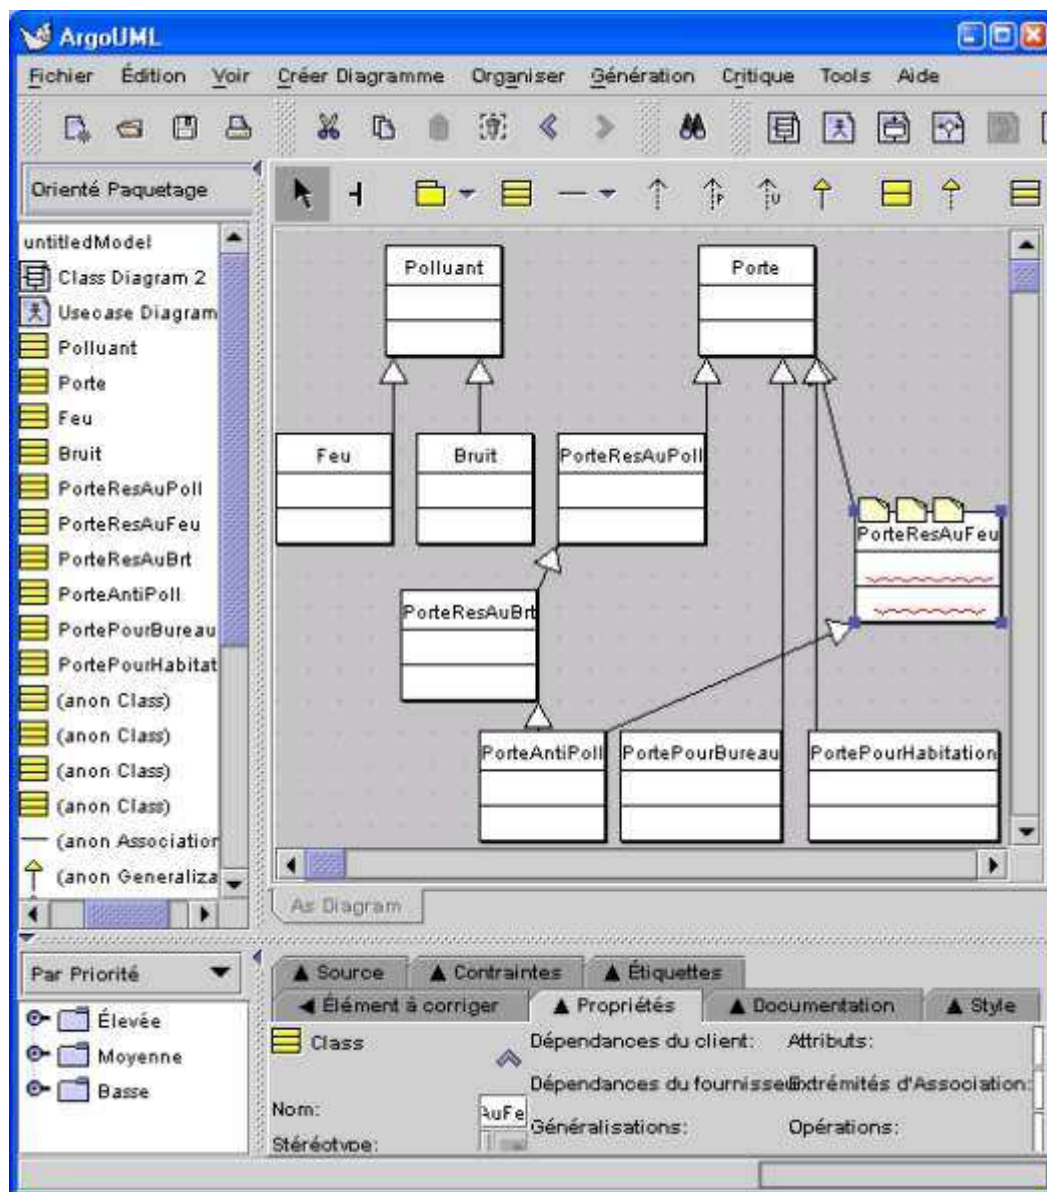 ArgoUML
Fichier Édition Voir Créer Diagramme Organiser Génération Critique Tools Aide
Orienté Paquetage
untitledModel
Class Diagram 2
Usecase Diagram
Polluant
Porte
Feu
Bruit
PorteResAuPoll
PorteResAuFeu
PorteResAuBrt
PorteAntiPoll
PortePourBureau
PortePourHabitat
(anon Class)
(anon Class)
(anon Class)
(anon Class)
(anon Association
(anon Generaliza
P
U
Polluant
Porte
Feu
Bruit
PorteResAuPoll
PorteResAuFeu
PorteResAuBrt
PorteAntiPoll
PortePourBureau
PortePourHabitation
As Diagram
Par Priorité
Élevée
Moyenne
Basse
Source Contraintes Étiquettes
Élément à corriger Propriétés Documentation Style
Class
Nom:
AuFe
Stéréotype:
Dépendances du client:
Dépendances du fournisseu
Généralisations:
Attributs:
Extrémités d'Association:
Opérations: